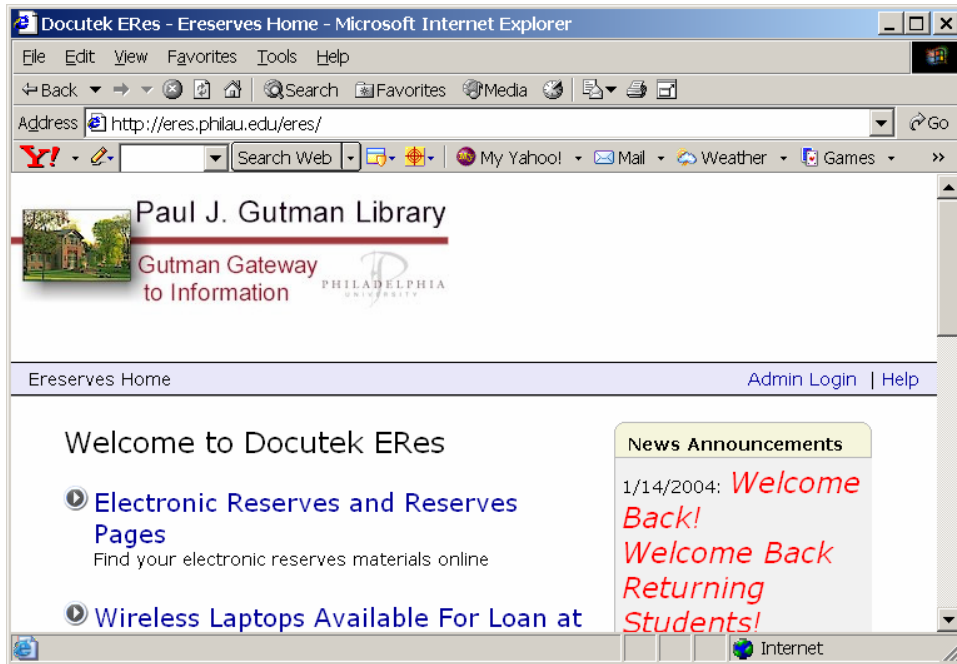 Docutek ERes - Ereserves Home - Microsoft Internet Explorer
File Edit View Favorites Tools Help
Back Search Favorites Media
Address http://eres.philau.edu/eres/ Go
Y! Search Web My Yahoo! Mail Weather Games »
Paul J. Gutman Library
Gutman Gateway
to Information
PHILADELPHIA
UNIVERSITY
Ereserves Home Admin Login | Help
Welcome to Docutek ERes
Electronic Reserves and Reserves
Pages
Find your electronic reserves materials online
Wireless Laptops Available For Loan at
News Announcements
1/14/2004: Welcome
Back!
Welcome Back
Returning
Students!
Internet